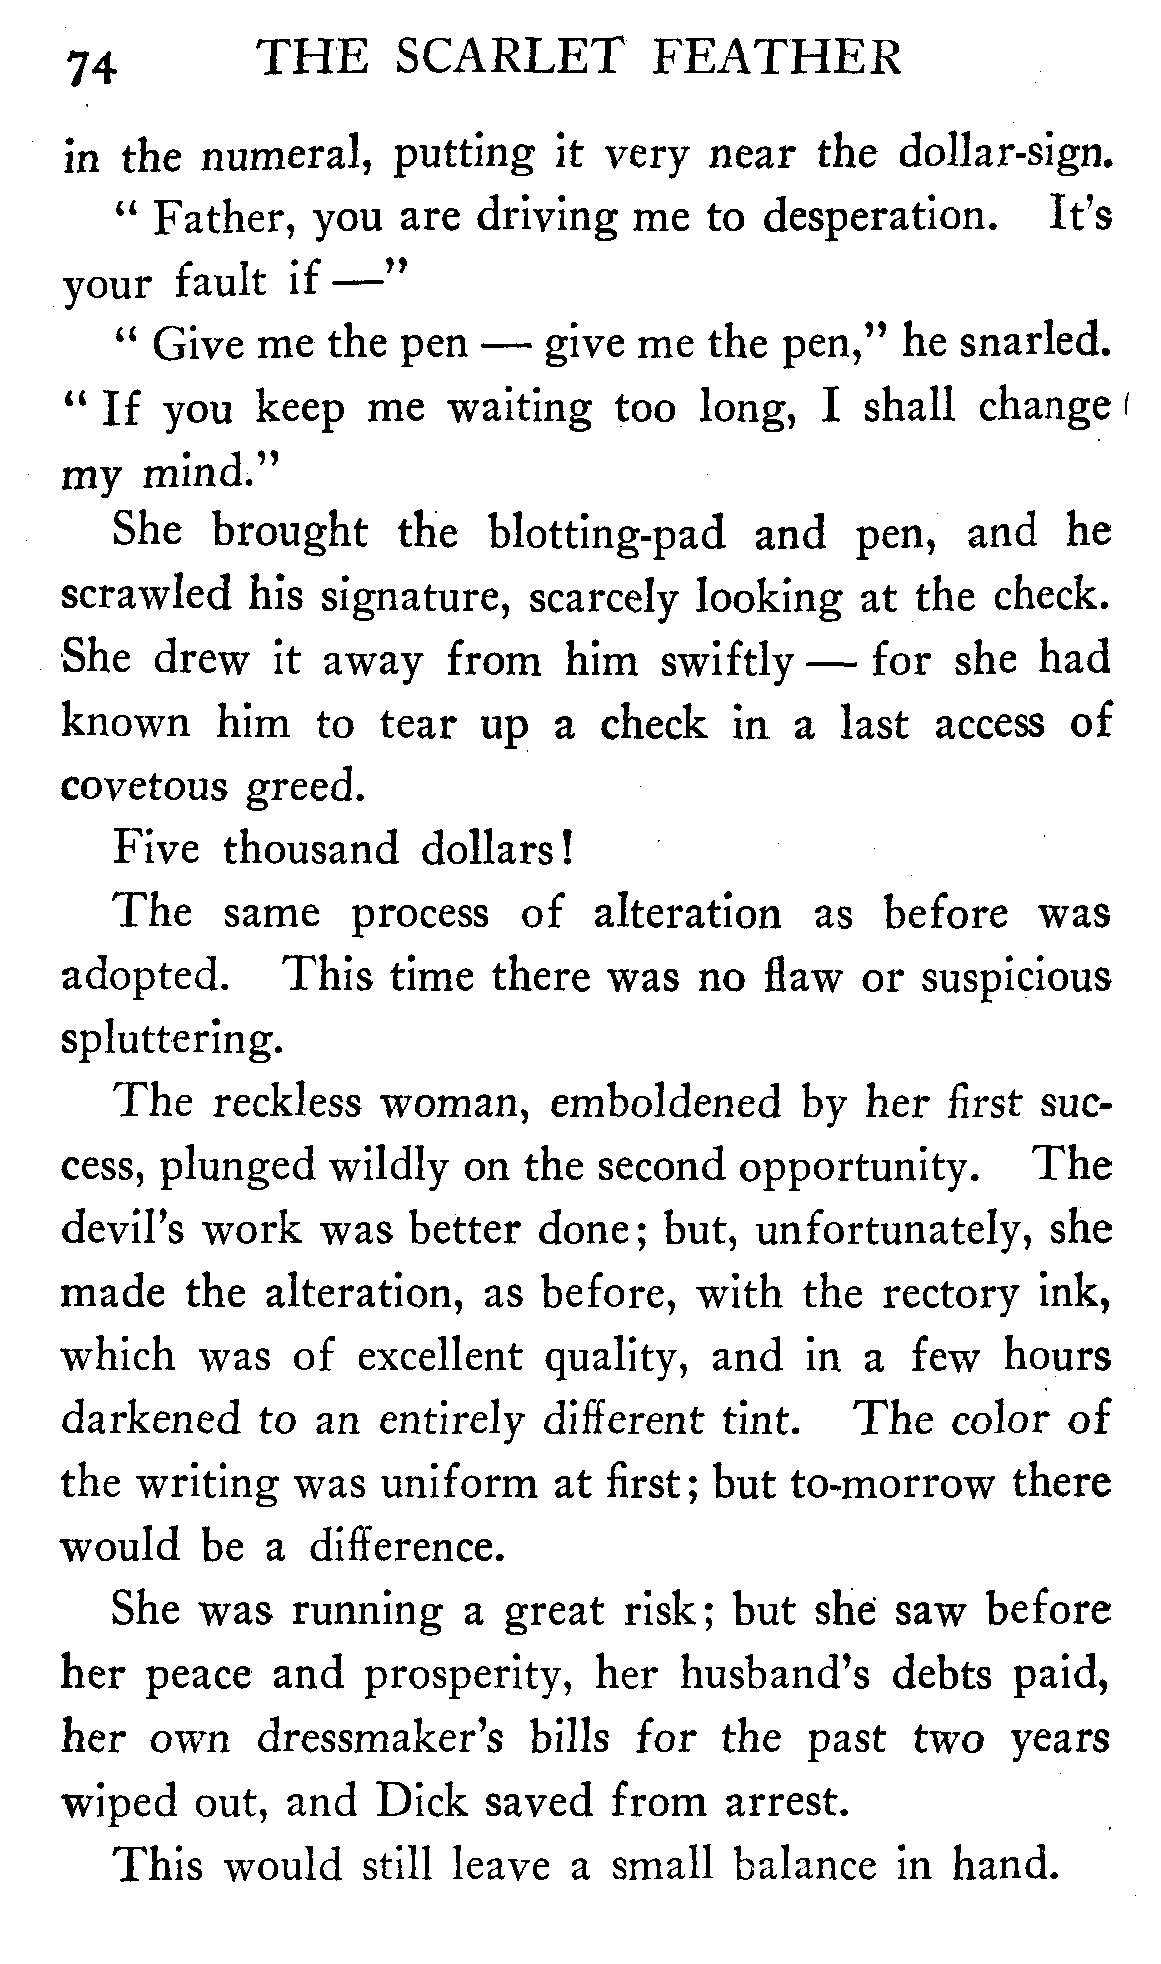 74 THE SCARLET FEATHER
in the numeral, putting it very near the dollar-sign.
“ Father, you are driving me to desperation. It’s
your fault if —”
“ Give me the pen — give me the pen,” he snarled.
“ If you keep me waiting too long, I shall change
my mind.”
She brought the blotting-pad and pen, and he
scrawled his signature, scarcely looking at the check.
She drew it away from him swiftly — for she had
known him to tear up a check in a last access of
covetous greed.
Five thousand dollars!
The same process of alteration as before was
adopted. This time there was no flaw or suspicious
spluttering.
The reckless woman, emboldened by her first suc-
cess, plunged wildly on the second opportunity. The
devil’s work was better done; but, unfortunately, she
made the alteration, as before, with the rectory ink,
which was of excellent quality, and in a few hours
darkened to an entirely different tint. The color of
the writing was uniform at first; but to-morrow there
would be a difference.
She was running a great risk; but she saw before
her peace and prosperity, her husband’s debts paid,
her own dressmaker’s bills for the past two years
wiped out, and Dick saved from arrest.
This would still leave a small balance in hand.